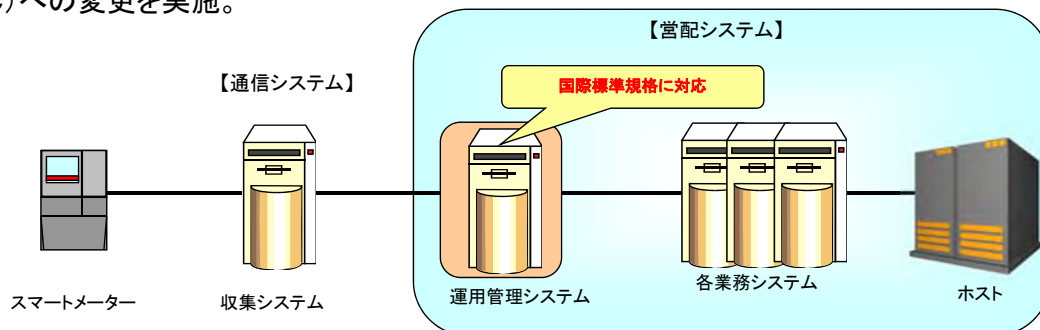 への変更を実施。
【営配システム】
【通信システム】
国際標準規格に対応
スマートメーター
収集システム
運用管理システム
各業務システム
ホスト